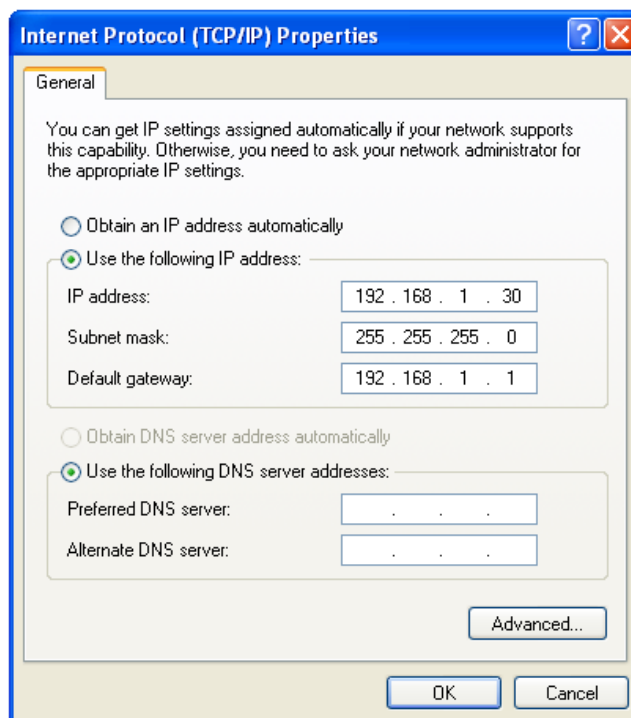 Internet Protocol (TCP/IP) Properties
General
You can get IP settings assigned automatically if your network supports
this capability. Otherwise, you need to ask your network administrator for
the appropriate IP settings.
Obtain an IP address automatically
Use the following IP address:
IP address: 192 . 168 . 1 . 30
Subnet mask: 255 . 255 . 255 . 0
Default gateway: 192 . 168 . 1 . 1
Obtain DNS server address automatically
Use the following DNS server addresses:
Preferred DNS server: . . .
Alternate DNS server: . . .
Advanced...
OK Cancel